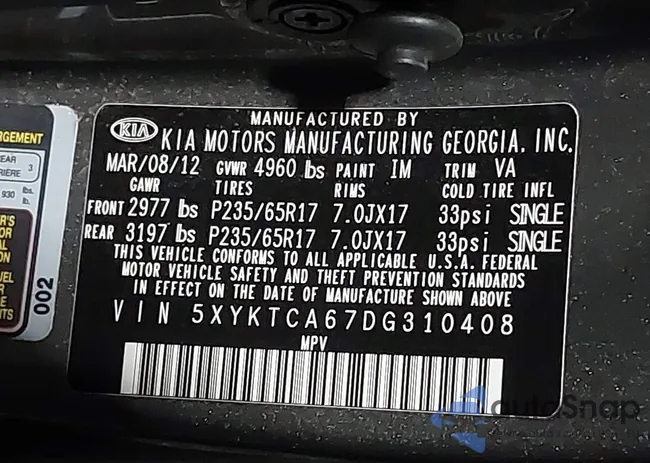 MANUFACTURED BY
KIA KIA MOTORS MANUFACTURING GEORGIA, INC.
MAR/08/12 GVWR 4960 lbs PAINT IM TRIM VA
GAWR TIRES RIMS COLD TIRE INFL
FRONT 2977 lbs P235/65R17 7.0JX17 33psi SINGLE
REAR 3197 lbs P235/65R17 7.0JX17 33psi SINGLE
THIS VEHICLE CONFORMS TO ALL APPLICABLE U.S.A. FEDERAL
MOTOR VEHICLE SAFETY AND THEFT PREVENTION STANDARDS
IN EFFECT ON THE DATE OF MANUFACTURE SHOWN ABOVE
VIN 5XYKTCA67DG310408
MPV
002
autoSnap